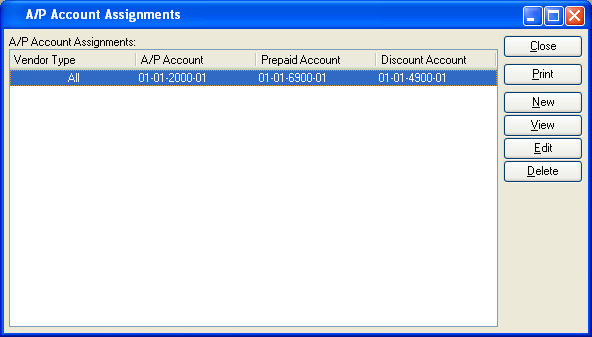 A/P Account Assignments
A/P Account Assignments:
Vendor Type A/P Account Prepaid Account Discount Account
All 01-01-2000-01 01-01-6900-01 01-01-4900-01
Close
Print
New
View
Edit
Delete